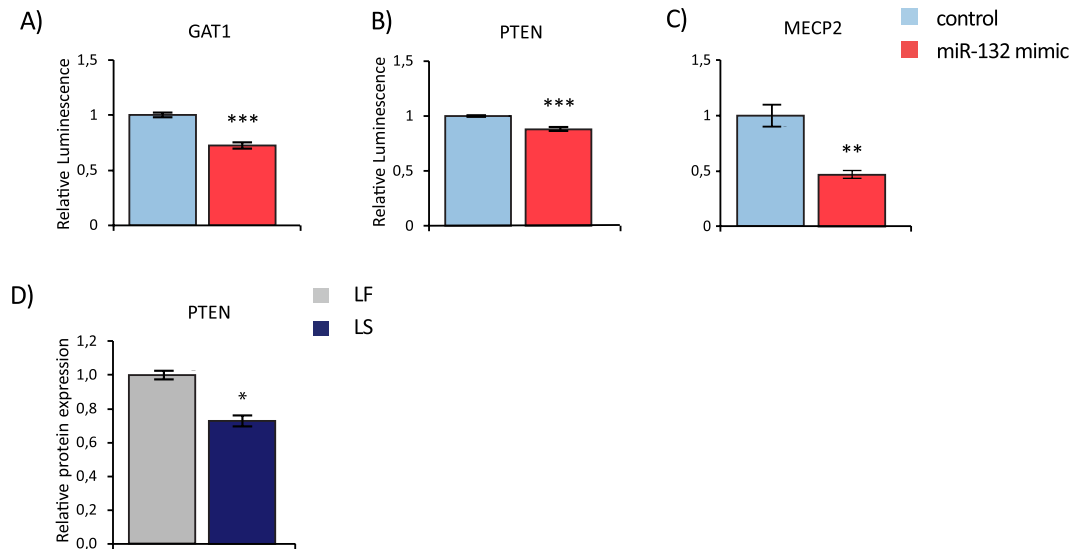 A)
GAT1
Relative Luminescence
1,5
1
0,5
0
***
B)
PTEN
Relative Luminescence
1,5
1
0,5
0
***
C)
MECP2
1,5
1
0,5
0
**
control
miR-132 mimic
D)
PTEN
Relative protein expression
1,2
1,0
0,8
0,6
0,4
0,2
0,0
*
LF
LS